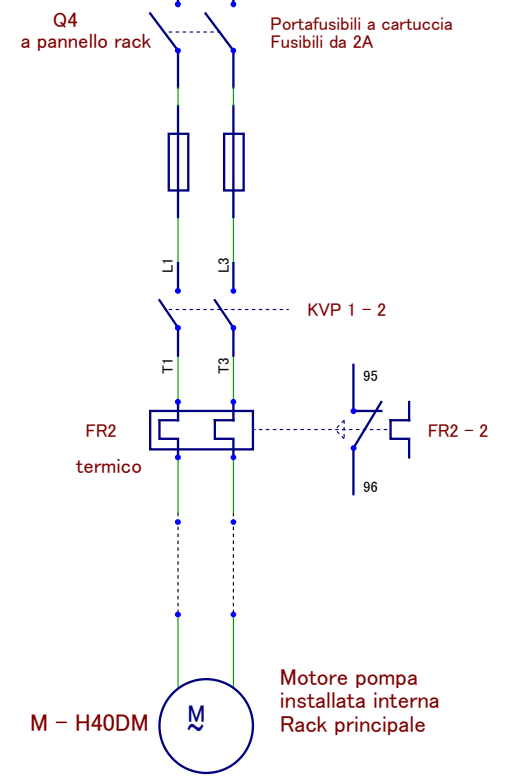 Q4
a pannello rack
Portafusibili a cartuccia
Fusibili da 2A
L1
L3
KVP 1 - 2
T1
T3
95
FR2
FR2 - 2
termico
96
M - H40DM
M
~
Motore pompa
installata interna
Rack principale